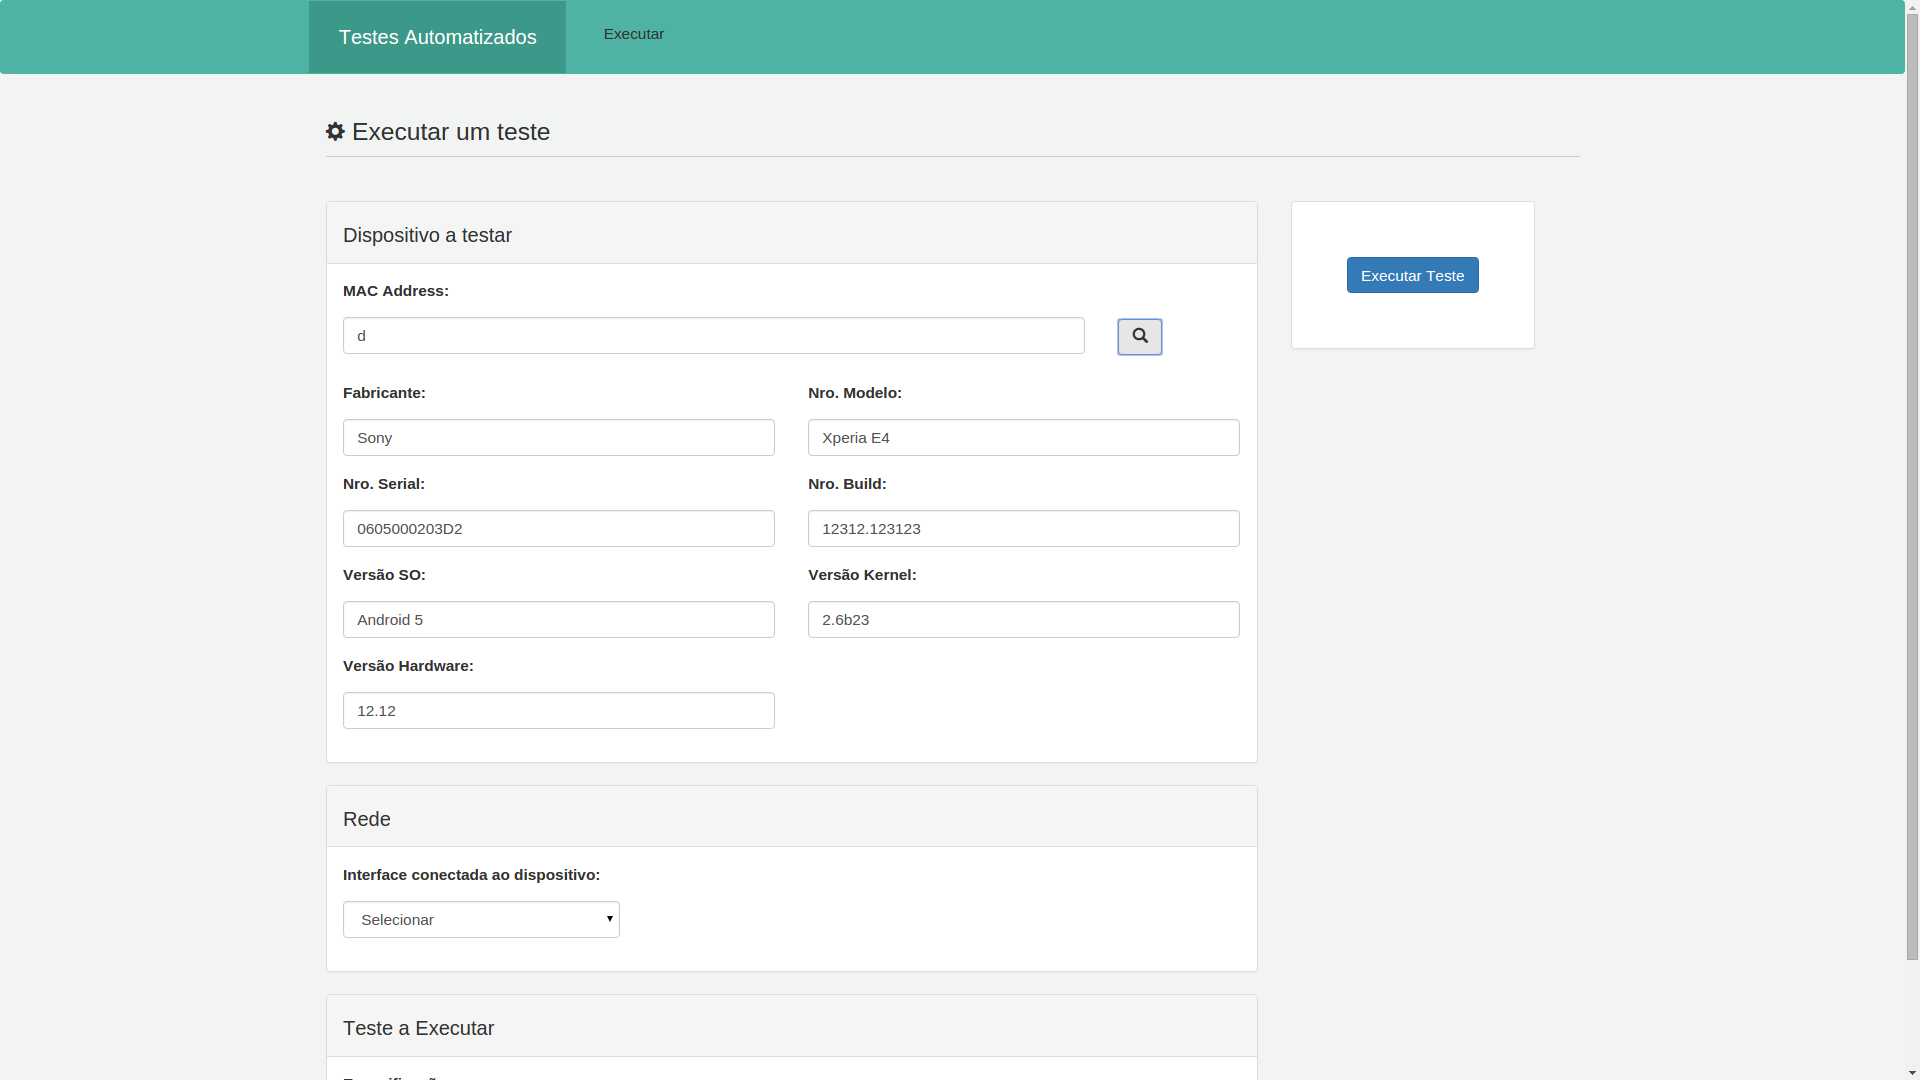 Testes Automatizados
Executar
Executar um teste
Dispositivo a testar
MAC Address:
d
Fabricante:
Nro. Modelo:
Sony
Xperia E4
Nro. Serial:
Nro. Build:
0605000203D2
12312.123123
Versão SO:
Versão Kernel:
Android 5
2.6b23
Versão Hardware:
12.12
Executar Teste
Rede
Interface conectada ao dispositivo:
Selecionar
Teste a Executar